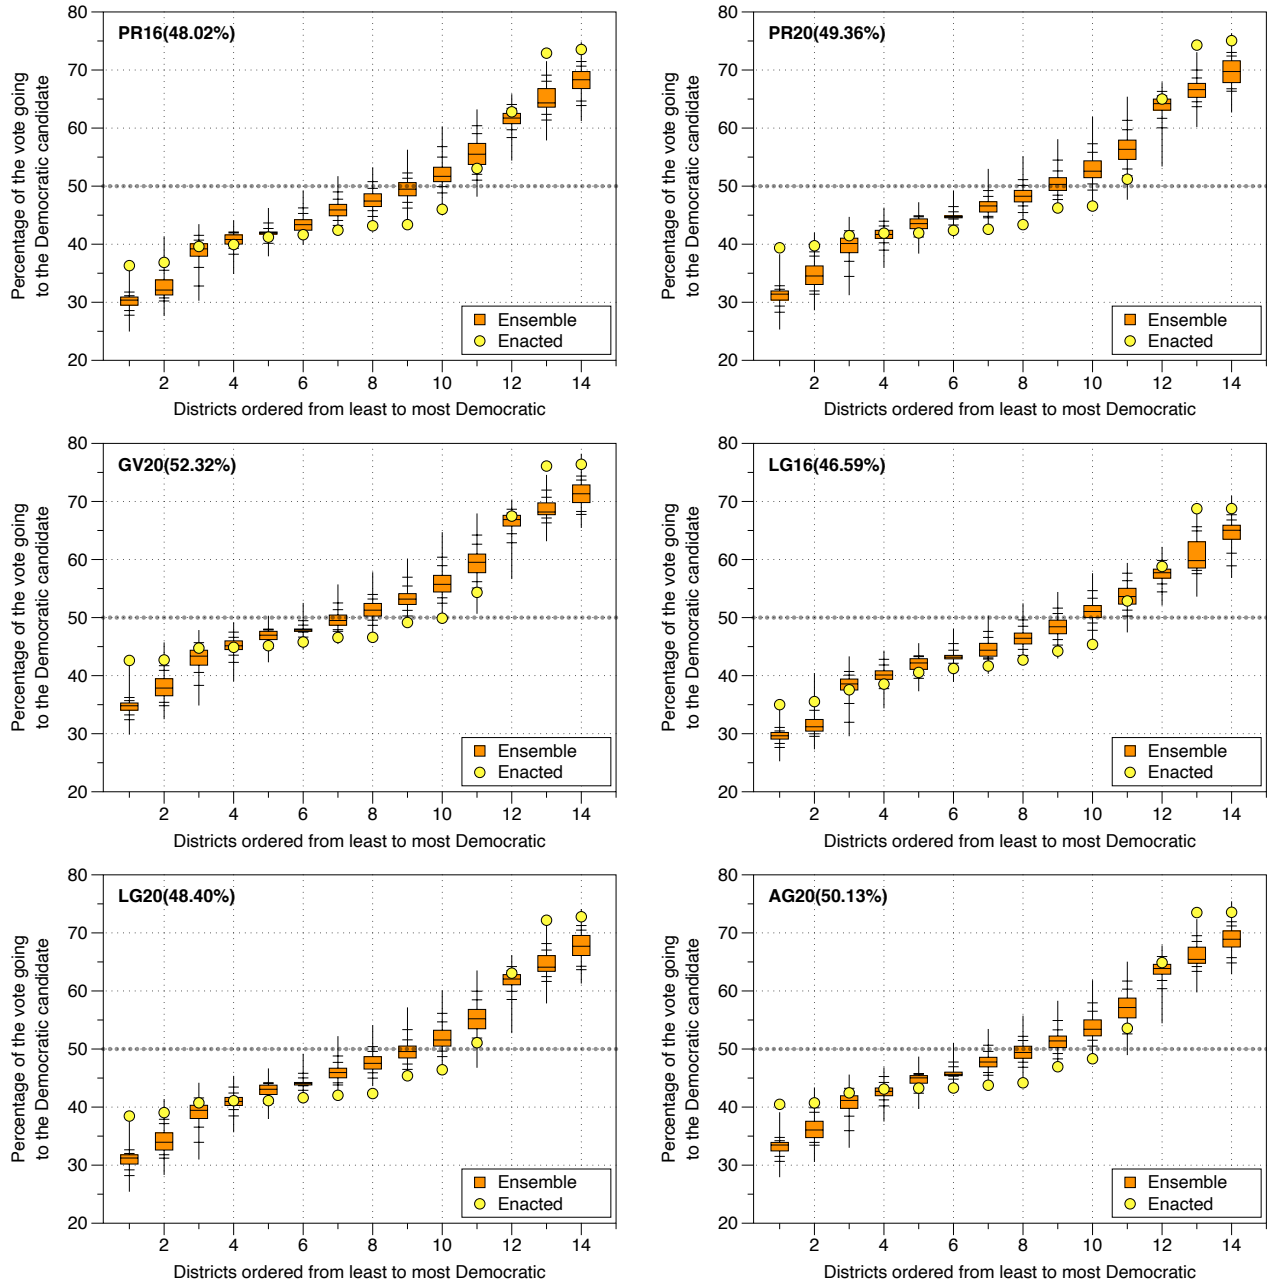 PR16(48.02%)
Percentage of the vote going
to the Democratic candidate
80
70
60
50
40
30
20
Ensemble
Enacted
2 4 6 8 10 12 14
Districts ordered from least to most Democratic
PR20(49.36%)
Percentage of the vote going
to the Democratic candidate
80
70
60
50
40
30
20
Ensemble
Enacted
2 4 6 8 10 12 14
Districts ordered from least to most Democratic
GV20(52.32%)
Percentage of the vote going
to the Democratic candidate
80
70
60
50
40
30
20
Ensemble
Enacted
2 4 6 8 10 12 14
Districts ordered from least to most Democratic
LG16(46.59%)
Percentage of the vote going
to the Democratic candidate
80
70
60
50
40
30
20
Ensemble
Enacted
2 4 6 8 10 12 14
Districts ordered from least to most Democratic
LG20(48.40%)
Percentage of the vote going
to the Democratic candidate
80
70
60
50
40
30
20
Ensemble
Enacted
2 4 6 8 10 12 14
Districts ordered from least to most Democratic
AG20(50.13%)
Percentage of the vote going
to the Democratic candidate
80
70
60
50
40
30
20
Ensemble
Enacted
2 4 6 8 10 12 14
Districts ordered from least to most Democratic